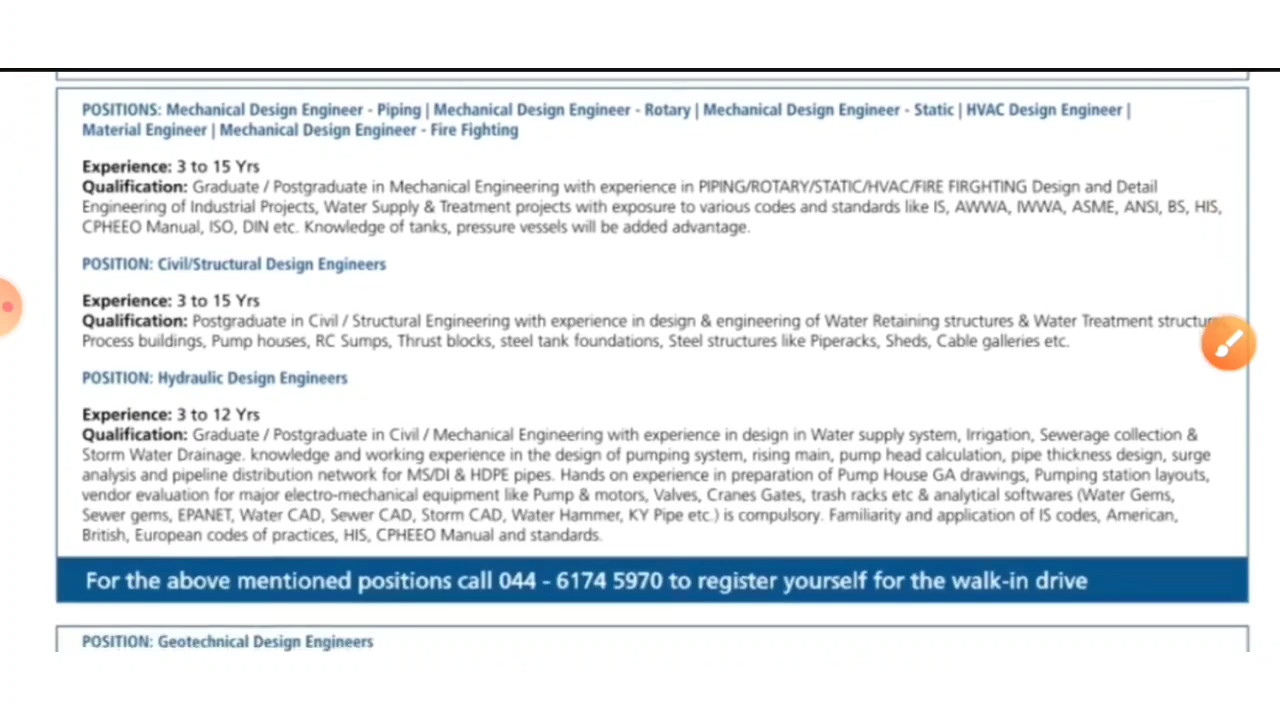 POSITIONS: Mechanical Design Engineer - Piping | Mechanical Design Engineer - Rotary | Mechanical Design Engineer - Static | HVAC Design Engineer |
Material Engineer | Mechanical Design Engineer - Fire Fighting
Experience: 3 to 15 Yrs
Qualification: Graduate / Postgraduate in Mechanical Engineering with experience in PIPING/ROTARY/STATIC/HVAC/FIRE FIRGHTING Design and Detail
Engineering of Industrial Projects, Water Supply & Treatment projects with exposure to various codes and standards like IS, AWWA, IWWA, ASME, ANSI, BS, HIS,
CPHEEO Manual, ISO, DIN etc. Knowledge of tanks, pressure vessels will be added advantage.
POSITION: Civil/Structural Design Engineers
Experience: 3 to 15 Yrs
Qualification: Postgraduate in Civil / Structural Engineering with experience in design & engineering of Water Retaining structures & Water Treatment
Process buildings, Pump houses, RC Sumps, Thrust blocks, steel tank foundations, Steel structures like Piperacks, Sheds, Cable galleries etc.
POSITION: Hydraulic Design Engineers
Experience: 3 to 12 Yrs
Qualification: Graduate / Postgraduate in Civil / Mechanical Engineering with experience in design in Water supply system, Irrigation, Sewerage collection &
Storm Water Drainage. knowledge and working experience in the design of pumping system, rising main, pump head calculation, pipe thickness design, surge
analysis and pipeline distribution network for MS/DI & HDPE pipes. Hands on experience in preparation of Pump House GA drawings, Pumping station layouts,
vendor evaluation for major electro-mechanical equipment like Pump & motors, Valves, Cranes Gates, trash racks etc & analytical softwares (Water Gems,
Sewer gems, EPANET, Water CAD, Sewer CAD, Storm CAD, Water Hammer, KY Pipe etc.) is compulsory. Familiarity and application of IS codes, American,
British, European codes of practices, HIS, CPHEEO Manual and standards.
For the above mentioned positions call 044 - 6174 5970 to register yourself for the walk-in drive
POSITION: Geotechnical Design Engineers